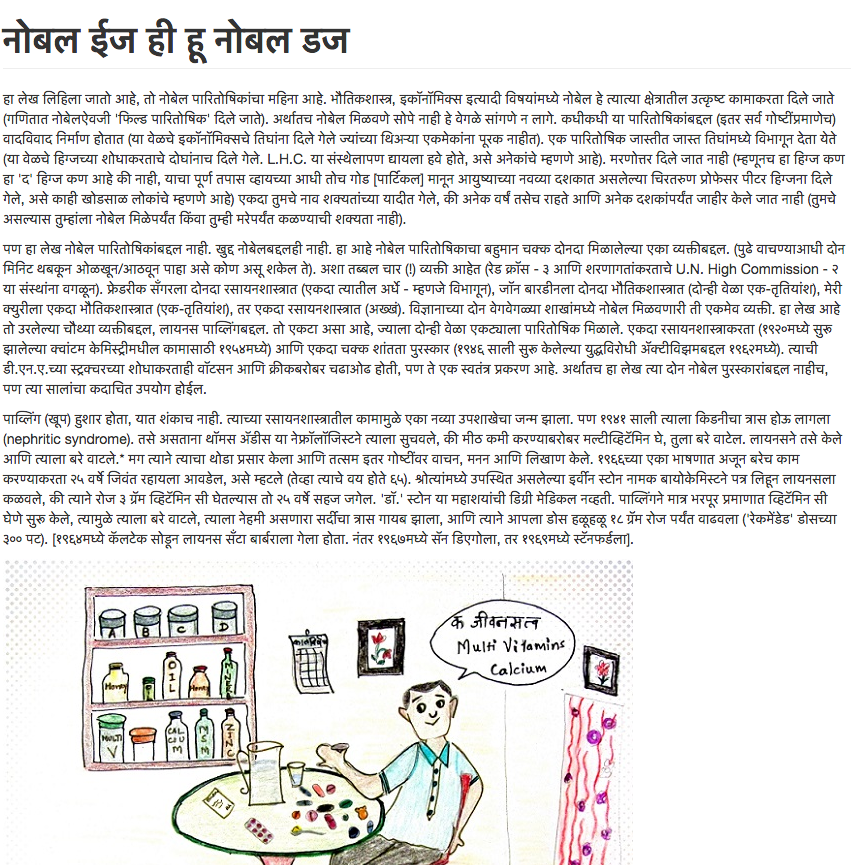 नोबल ईज ही हू नोबल डज
हा लेख लिहिला जातो आहे, तो नोबेल पारितोषिकांचा महिना आहे. भौतिकशास्त्र, इकॉनॉमिक्स इत्यादी विषयांमध्ये नोबेल हे त्यात्या क्षेत्रातील उत्कृष्ट कामाकरता दिले जाते
(गणितात नोबेलऐवजी 'फिल्ड पारितोषिक' दिले जाते). अर्थातच नोबेल मिळवणे सोपे नाही हे वेगळे सांगणे न लागे. कधीकधी या पारितोषिकांबद्दल (इतर सर्व गोष्टींप्रमाणेच)
वादविवाद निर्माण होतात (या वेळचे इकॉनॉमिक्सचे तिघांना दिले गेले ज्यांच्या थिअऱ्या एकमेकांना पूरक नाहीत). एक पारितोषिक जास्तीत जास्त तिघांमध्ये विभागून देता येते
(या वेळचे हिग्जच्या शोधाकरताचे दोघांनाच दिले गेले. L.H.C. या संस्थेलापण द्यायला हवे होते, असे अनेकांचे म्हणणे आहे). मरणोत्तर दिले जात नाही (म्हणूनच हा हिग्ज कण
हा 'द' हिग्ज कण आहे की नाही, याचा पूर्ण तपास व्हायच्या आधी तोच गोड [पार्टिकल] मानून आयुष्याच्या नवव्या दशकात असलेल्या चिरतरुण प्रोफेसर पीटर हिग्जना दिले
गेले, असे काही खोडसाळ लोकांचे म्हणणे आहे) एकदा तुमचे नाव शक्यतांच्या यादीत गेले, की अनेक वर्षं तसेच राहते आणि अनेक दशकांपर्यंत जाहीर केले जात नाही (तुमचे
असल्यास तुम्हांला नोबेल मिळेपर्यंत किंवा तुम्ही मरेपर्यंत कळण्याची शक्यता नाही).
पण हा लेख नोबेल पारितोषिकांबद्दल नाही. खुद्द नोबेलबद्दलही नाही. हा आहे नोबेल पारितोषिकाचा बहुमान चक्क दोनदा मिळालेल्या एका व्यक्तीबद्दल. (पुढे वाचण्याआधी दोन
मिनिट थबकून ओळखून/आठवून पाहा असे कोण असू शकेल ते). अशा तब्बल चार (!) व्यक्ती आहेत (रेड क्रॉस - ३ आणि शरणागतांकरताचे U.N. High Commission - २
या संस्थांना वगळून). फ्रेडरीक सँगरला दोनदा रसायनशास्त्रात (एकदा त्यातील अर्धे - म्हणजे विभागून), जॉन बारडीनला दोनदा भौतिकशास्त्रात (दोन्ही वेळा एक-तृतियांश), मेरी
क्युरीला एकदा भौतिकशास्त्रात (एक-तृतियांश), तर एकदा रसायनशास्त्रात (अख्खं). विज्ञानाच्या दोन वेगवेगळ्या शाखांमध्ये नोबेल मिळवणारी ती एकमेव व्यक्ती. हा लेख आहे
तो उरलेल्या चौथ्या व्यक्तीबद्दल, लायनस पाव्लिंगबद्दल. तो एकटा असा आहे, ज्याला दोन्ही वेळा एकट्याला पारितोषिक मिळाले. एकदा रसायनशास्त्राकरता (१९२०मध्ये सुरू
झालेल्या क्वांटम केमिस्ट्रीमधील कामासाठी १९५४मध्ये) आणि एकदा चक्क शांतता पुरस्कार (१९४६ साली सुरू केलेल्या युद्धविरोधी अ‍ॅक्टीविझमबद्दल १९६२मध्ये). त्याची
डी.एन.ए.च्या स्ट्रक्चरच्या शोधाकरताही वॉटसन आणि क्रीकबरोबर चढाओढ होती, पण ते एक स्वतंत्र प्रकरण आहे. अर्थातच हा लेख त्या दोन नोबेल पुरस्कारांबद्दल नाहीच,
पण त्या सालांचा कदाचित उपयोग होईल.
पाव्लिंग (खूप) हुशार होता, यात शंकाच नाही. त्याच्या रसायनशास्त्रातील कामामुळे एका नव्या उपशाखेचा जन्म झाला. पण १९४१ साली त्याला किडनीचा त्रास होऊ लागला
(nephritic syndrome). तसे असताना थॉमस अ‍ॅडीस या नेफ्रॉलॉजिस्टने त्याला सुचवले, की मीठ कमी करण्याबरोबर मल्टीव्हिटॅमिन घे, तुला बरे वाटेल. लायनसने तसे केले
आणि त्याला बरे वाटले.* मग त्याने त्याचा थोडा प्रसार केला आणि तत्सम इतर गोष्टींवर वाचन, मनन आणि लिखाण केले. १९६६च्या एका भाषणात अजून बरेच काम
करण्याकरता २५ वर्षे जिवंत रहायला आवडेल, असे म्हटले (तेव्हा त्याचे वय होते ६५). श्रोत्यांमध्ये उपस्थित असलेल्या इर्वीन स्टोन नामक बायोकेमिस्टने पत्र लिहून लायनसला
कळवले, की त्याने रोज ३ ग्रॅम व्हिटॅमिन सी घेतल्यास तो २५ वर्षे सहज जगेल. 'डॉ.' स्टोन या महाशयांची डिग्री मेडिकल नव्हती. पाव्लिंगने मात्र भरपूर प्रमाणात व्हिटॅमिन सी
घेणे सुरू केले, त्यामुळे त्याला बरे वाटले, त्याला नेहमी असणारा सर्दीचा त्रास गायब झाला, आणि त्याने आपला डोस हळूहळू १८ ग्रॅम रोज पर्यंत वाढवला ('रेकमेंडेड' डोसच्या
३०० पट). [१९६४मध्ये कॅलटेक सोडून लायनस सँटा बार्बराला गेला होता. नंतर १९६७मध्ये सॅन डिएगोला, तर १९६९मध्ये स्टॅनफर्डला].
A B C D
क जीवनसत्व
Multi Vitamins
Calcium
Honey
OIL
Honey
MULTI V
CALCIUM
MSM
ZINC